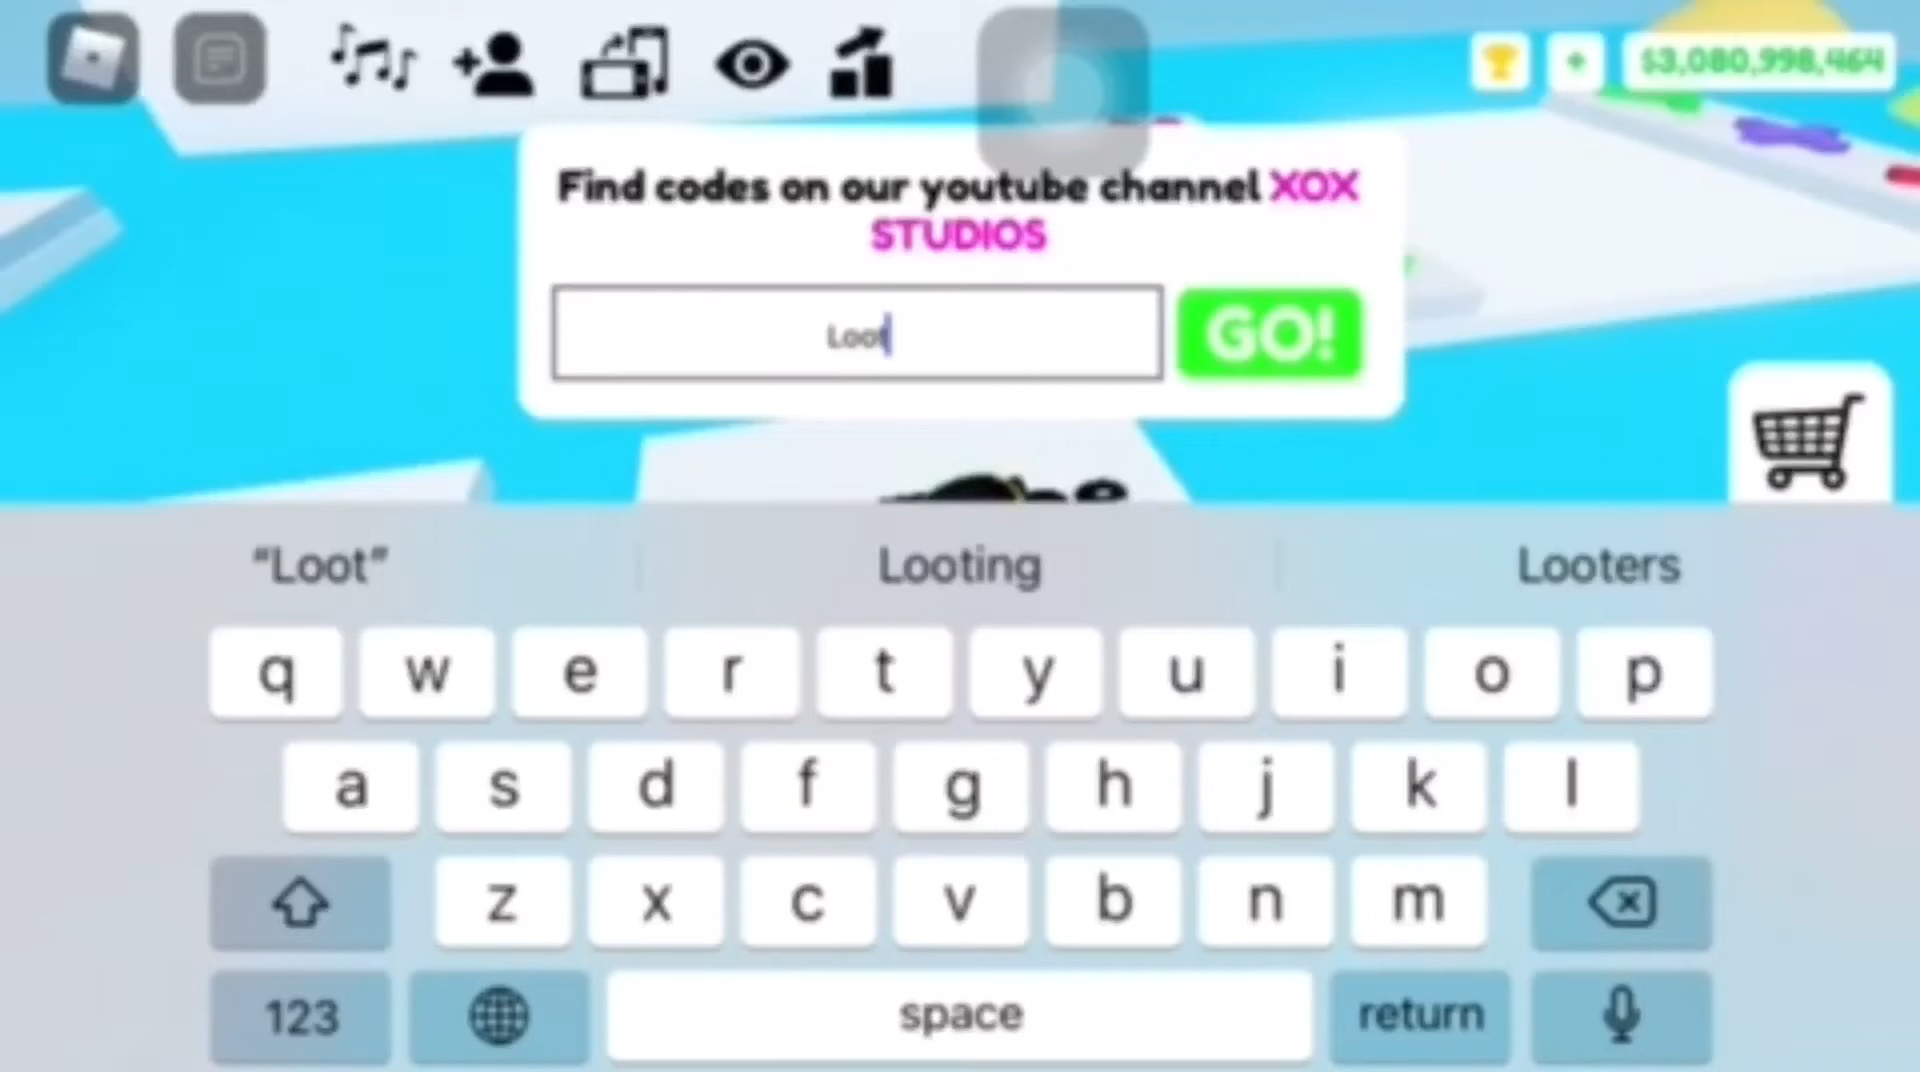 $3,080,998,464
Find codes on our youtube channel XOX
STUDIOS
Loot
GO!
“Loot”
Looting
Looters
q w e r t y u i o p
a s d f g h j k l
z x c v b n m
123
space
return